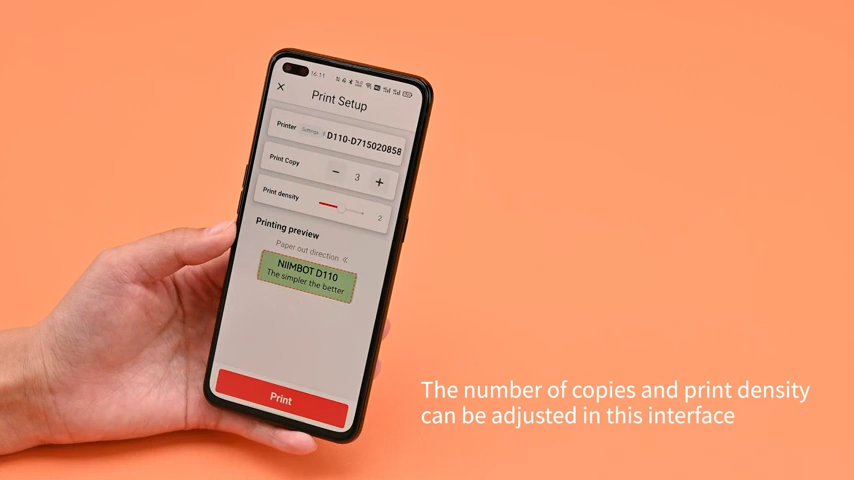 16:11
Print Setup
Printer Settings D110-D715020858
Print Copy
3
Print density
2
Printing preview
Paper out direction
NIIMBOT D110
The simpler the better
Print
The number of copies and print density
can be adjusted in this interface